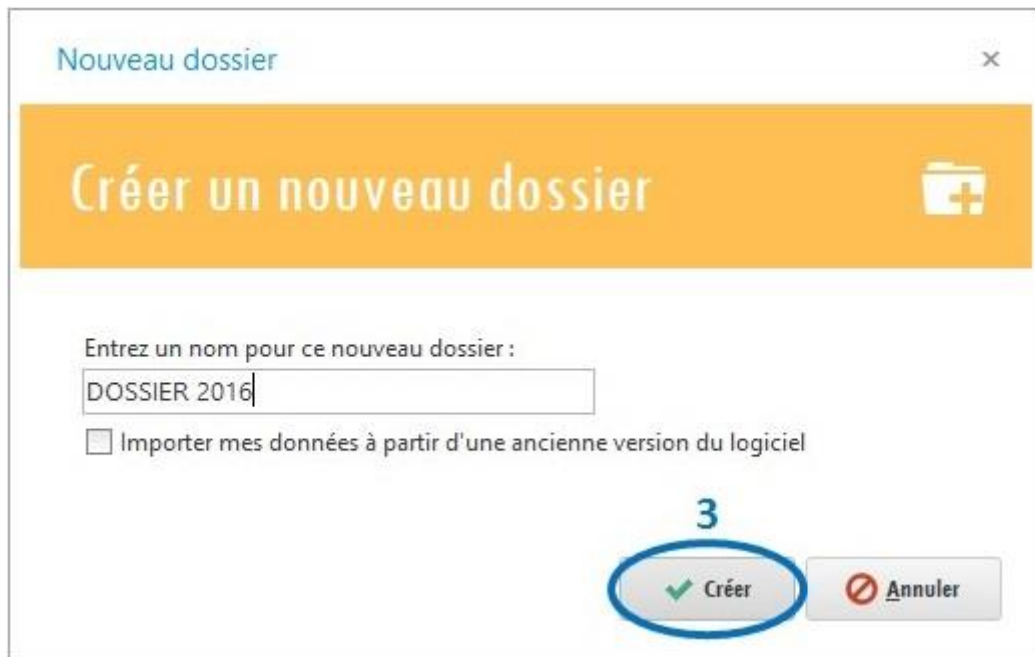 Nouveau dossier
Créer un nouveau dossier
Entrez un nom pour ce nouveau dossier :
DOSSIER 2016
Importer mes données à partir d'une ancienne version du logiciel
3
Créer
Annuler